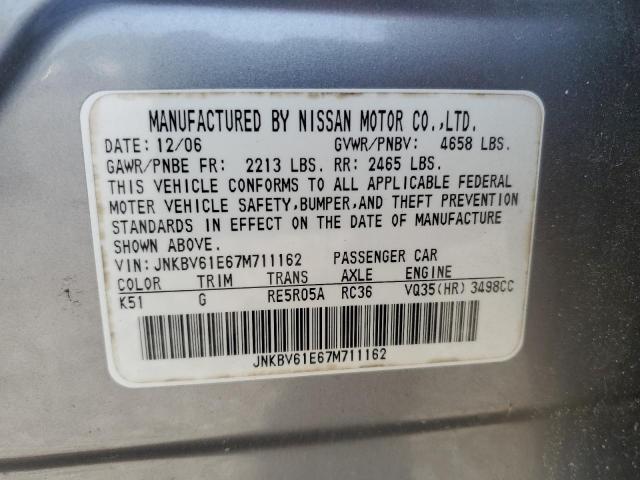 MANUFACTURED BY NISSAN MOTOR CO.,LTD.
DATE: 12/06 GVWR/PNBV: 4658 LBS.
GAWR/PNBE FR: 2213 LBS. RR: 2465 LBS.
THIS VEHICLE CONFORMS TO ALL APPLICABLE FEDERAL
MOTER VEHICLE SAFETY,BUMPER,AND THEFT PREVENTION
STANDARDS IN EFFECT ON THE DATE OF MANUFACTURE
SHOWN ABOVE.
VIN: JNKBV61E67M711162 PASSENGER CAR
COLOR TRIM TRANS AXLE ENGINE
K51 G RE5R05A RC36 VQ35(HR) 3498CC
JNKBV61E67M711162